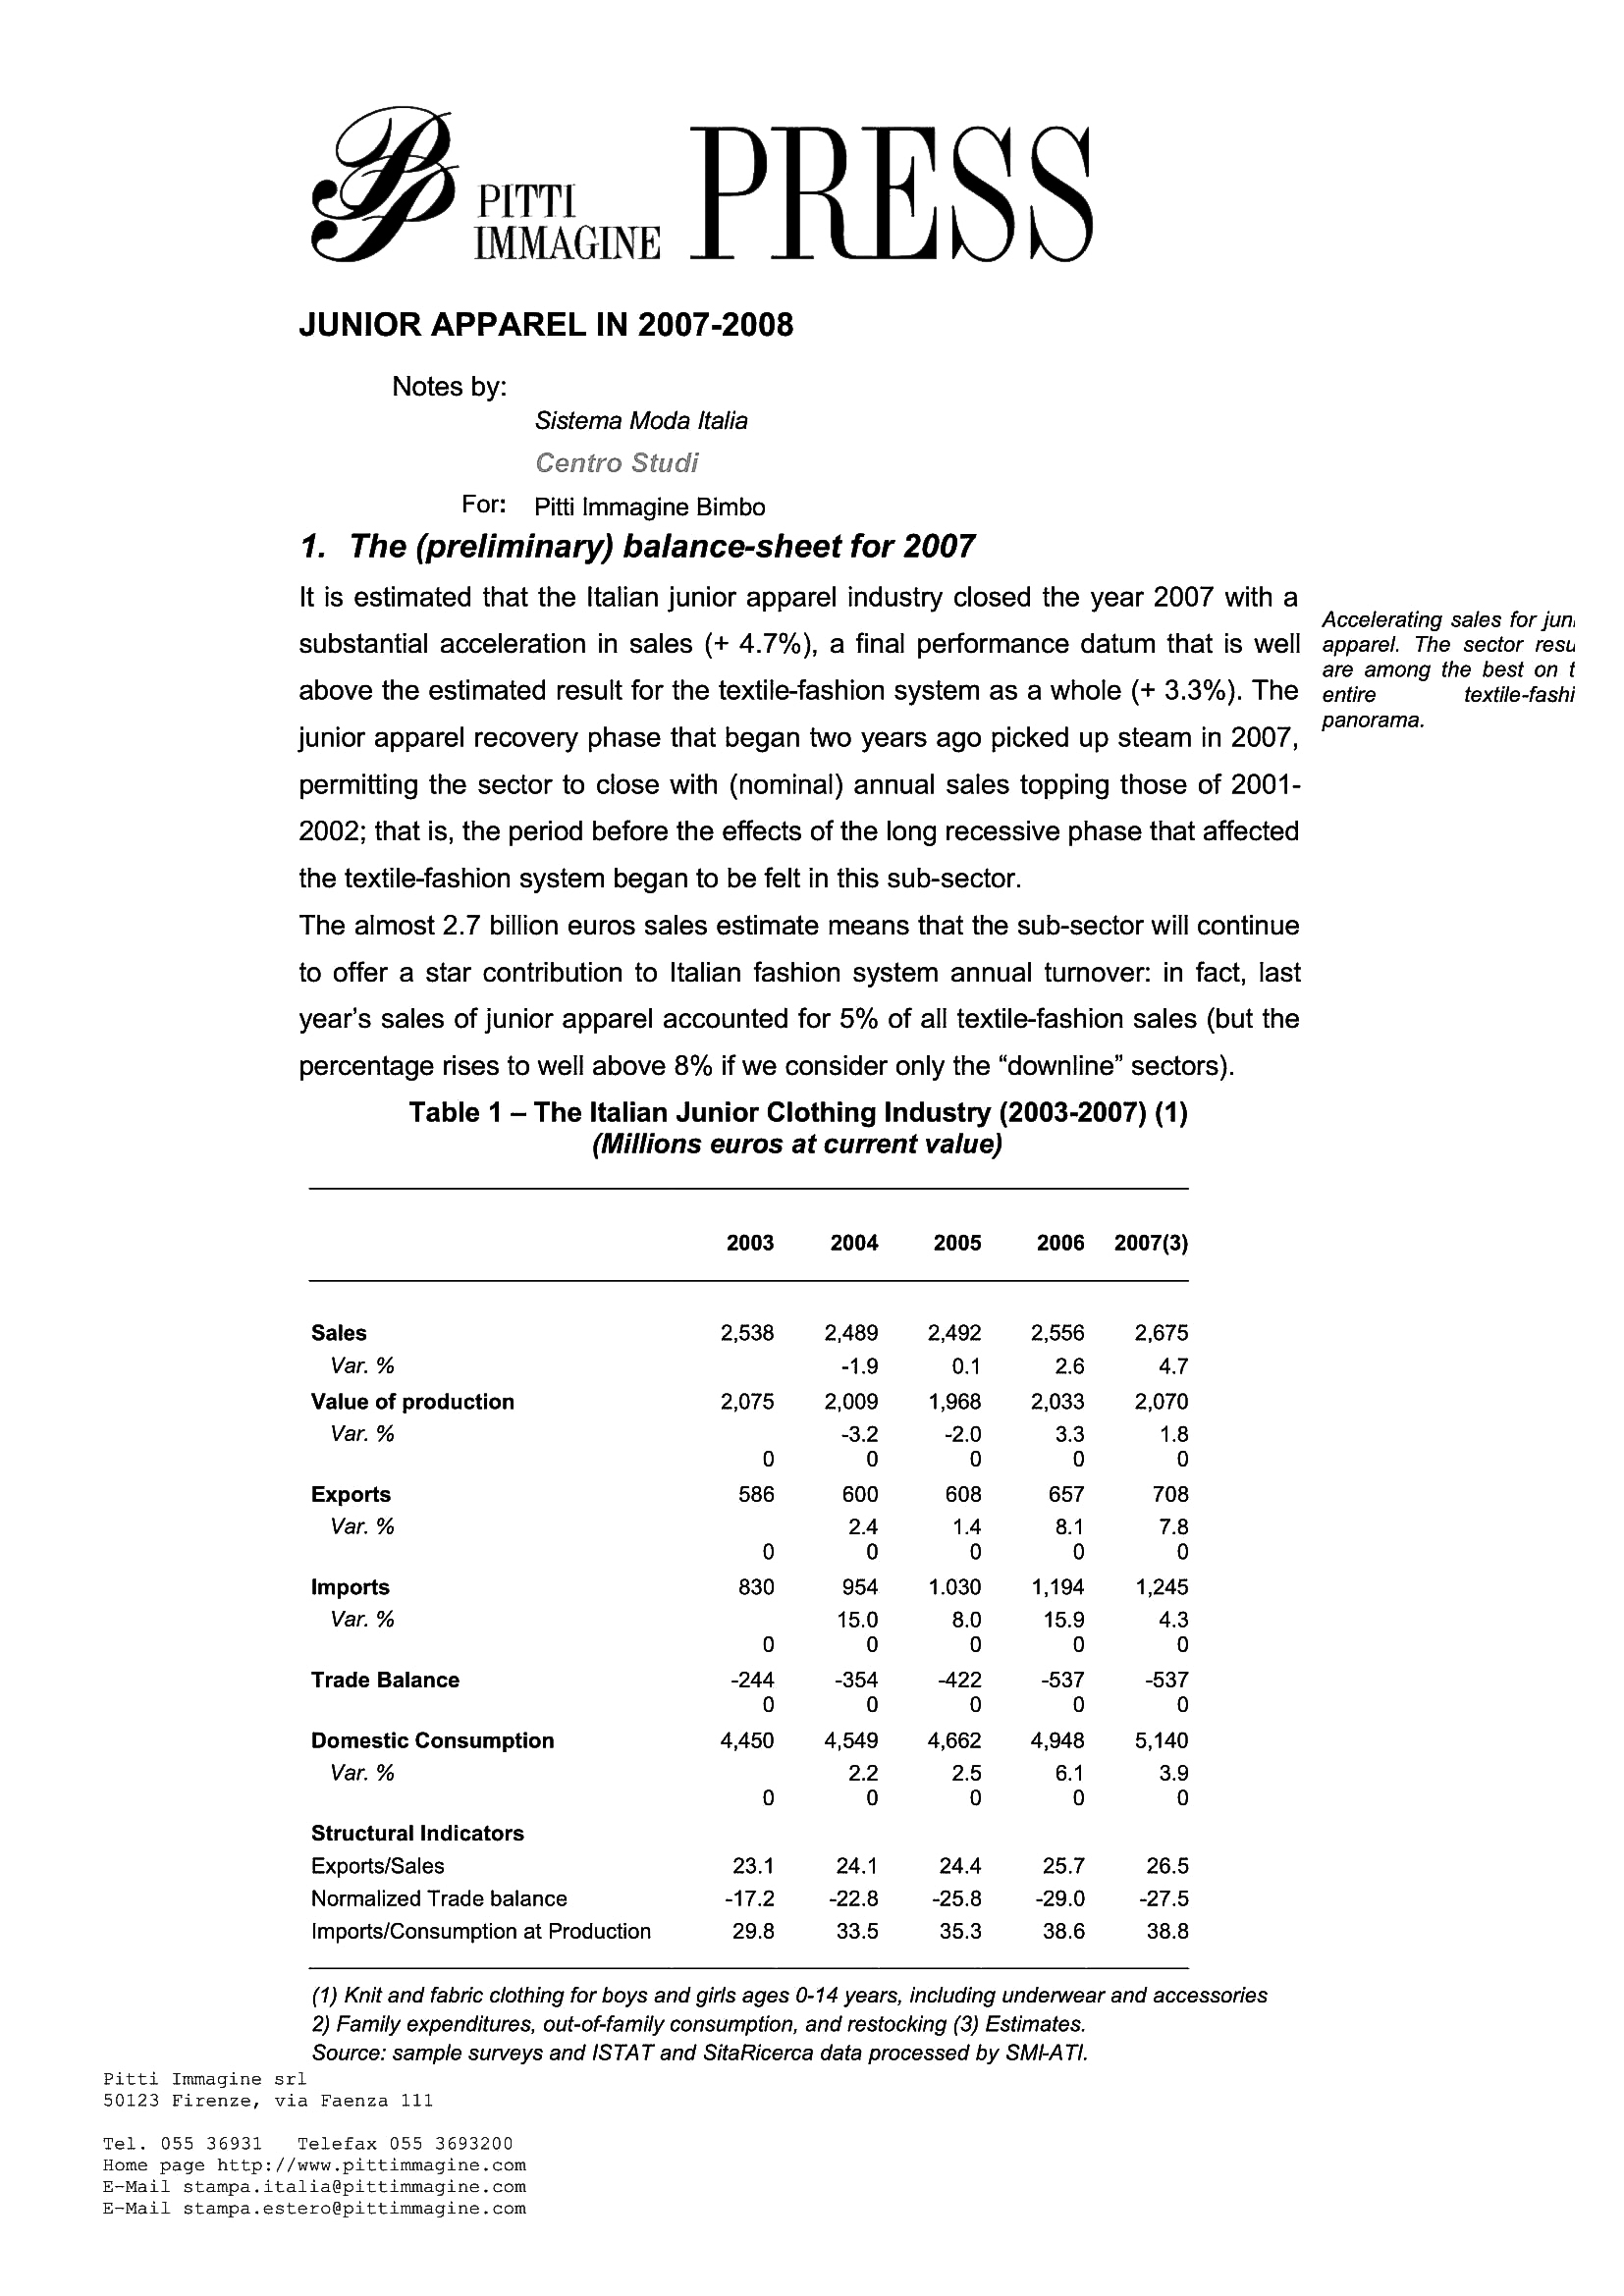 PP PITTI
IMMAGINE PRESS
JUNIOR APPAREL IN 2007-2008
Notes by:
Sistema Moda Italia
Centro Studi
For: Pitti Immagine Bimbo
1. The (preliminary) balance-sheet for 2007
It is estimated that the Italian junior apparel industry closed the year 2007 with a
substantial acceleration in sales (+ 4.7%), a final performance datum that is well
above the estimated result for the textile-fashion system as a whole (+ 3.3%). The
junior apparel recovery phase that began two years ago picked up steam in 2007,
permitting the sector to close with (nominal) annual sales topping those of 2001-
2002; that is, the period before the effects of the long recessive phase that affected
the textile-fashion system began to be felt in this sub-sector.
The almost 2.7 billion euros sales estimate means that the sub-sector will continue
to offer a star contribution to Italian fashion system annual turnover: in fact, last
year's sales of junior apparel accounted for 5% of all textile-fashion sales (but the
percentage rises to well above 8% if we consider only the “downline” sectors).
Accelerating sales for
apparel. The sector
are among the best on
entire
panorama.
Table 1 – The Italian Junior Clothing Industry (2003-2007) (1)
(Millions euros at current value)
2003 2004 2005 2006 2007(3)
Sales 2,538 2,489 2,492 2,556 2,675
Var. % -1.9 0.1 2.6 4.7
Value of production 2,075 2,009 1,968 2,033 2,070
Var. % -3.2 -2.0 3.3 1.8
0 0 0 0 0
Exports 586 600 608 657 708
Var. % 2.4 1.4 8.1 7.8
0 0 0 0 0
Imports 830 954 1.030 1,194 1,245
Var. % 15.0 8.0 15.9 4.3
0 0 0 0 0
Trade Balance -244 -354 -422 -537 -537
0 0 0 0 0
Domestic Consumption 4,450 4,549 4,662 4,948 5,140
Var. % 2.2 2.5 6.1 3.9
0 0 0 0 0
Structural Indicators
Exports/Sales 23.1 24.1 24.4 25.7 26.5
Normalized Trade balance -17.2 -22.8 -25.8 -29.0 -27.5
Imports/Consumption at Production 29.8 33.5 35.3 38.6 38.8
(1) Knit and fabric clothing for boys and girls ages 0-14 years, including underwear and accessories
2) Family expenditures, out-of-family consumption, and restocking (3) Estimates.
Source: sample surveys and ISTAT and SitaRicerca data processed by SMI-ATI.
Pitti Immagine srl
50123 Firenze, via Faenza 111
Tel. 055 36931 Telefax 055 3693200
Home page http://www.pittimmagine.com
E-Mail stampa.italia@pittimmagine.com
E-Mail stampa.estero@pittimmagine.com